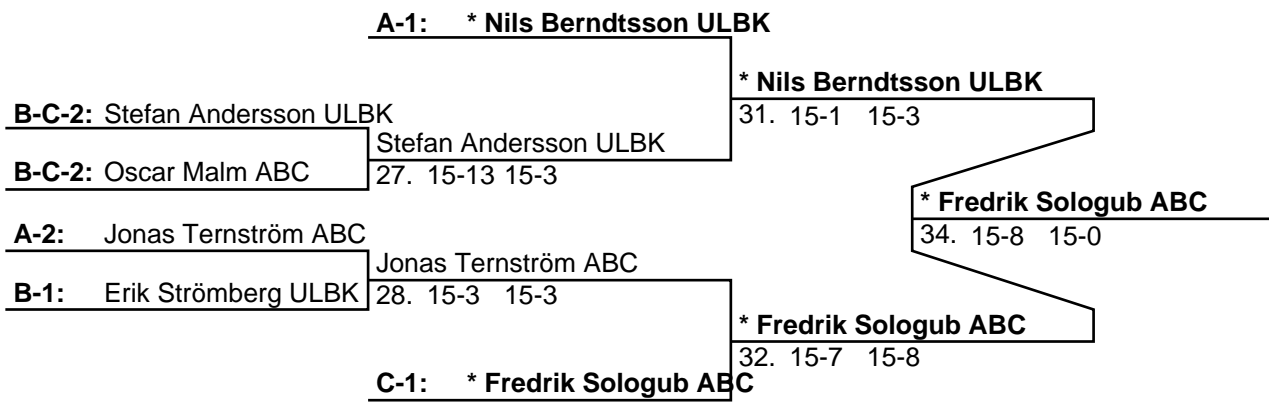 A-1: * Nils Berndtsson ULBK
* Nils Berndtsson ULBK
B-C-2: Stefan Andersson ULBK
31. 15-1 15-3
Stefan Andersson ULBK
B-C-2: Oscar Malm ABC
27. 15-13 15-3
* Fredrik Sologub ABC
A-2: Jonas Ternström ABC
34. 15-8 15-0
Jonas Ternström ABC
B-1: Erik Strömberg ULBK
28. 15-3 15-3
* Fredrik Sologub ABC
32. 15-7 15-8
C-1: * Fredrik Sologub ABC